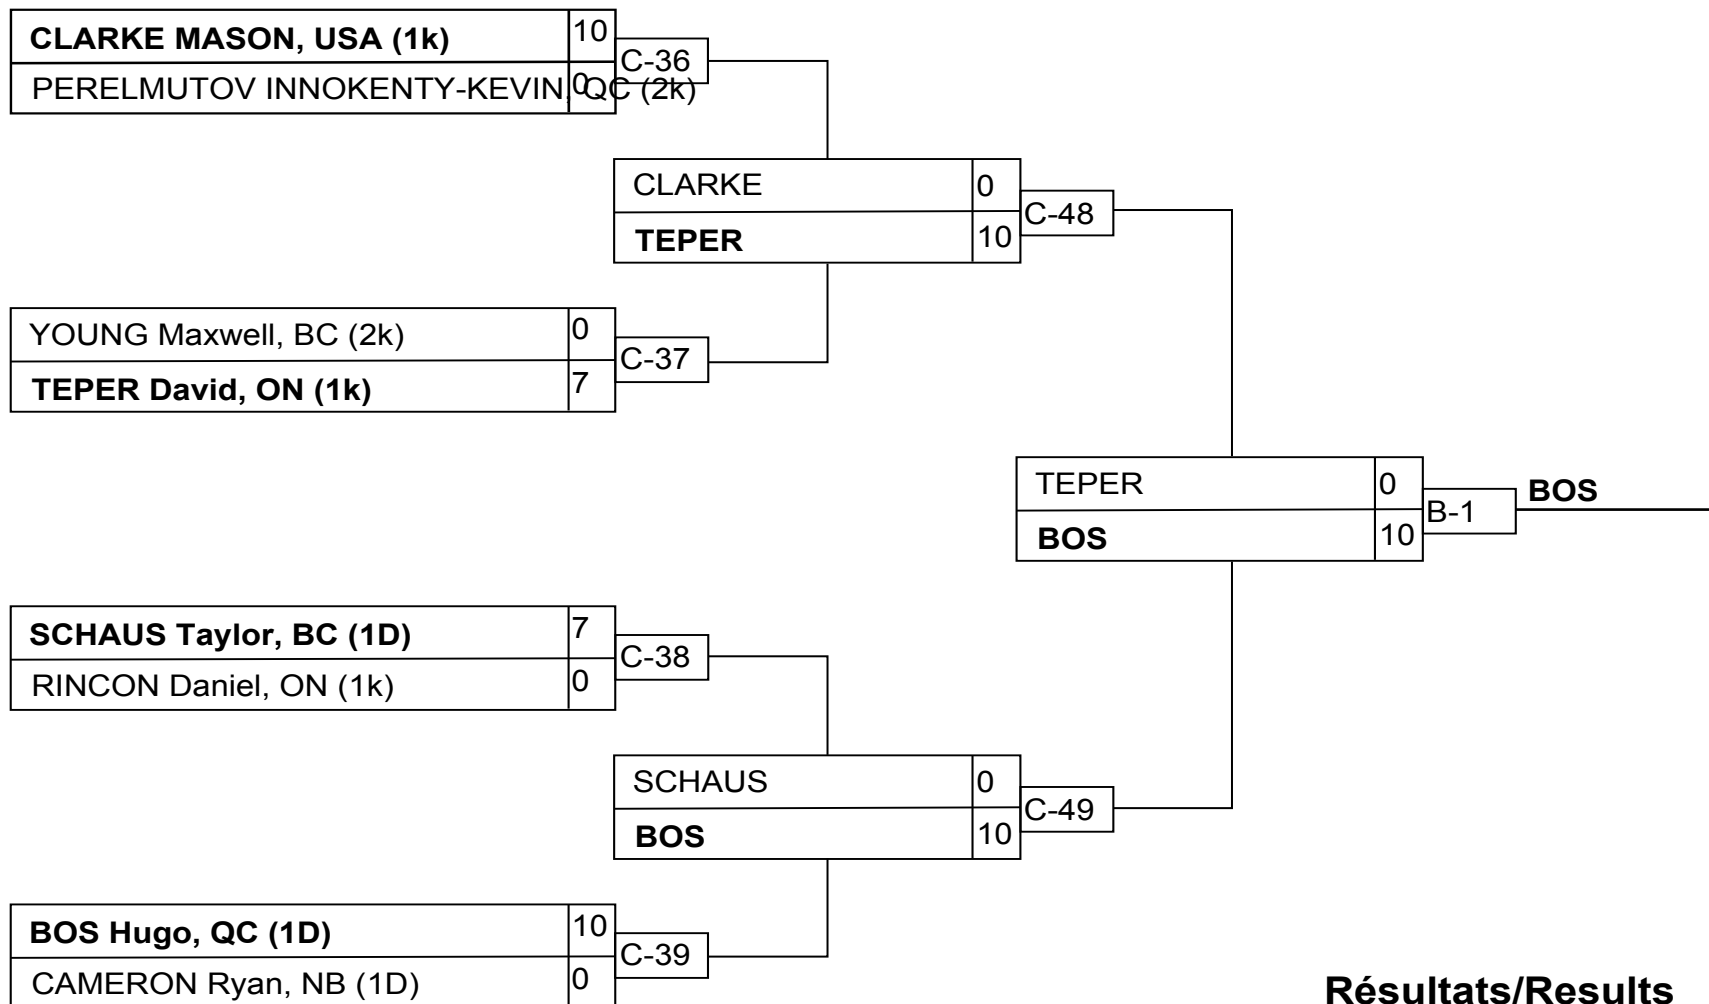 CLARKE MASON, USA (1k) 10
C-36
PERELMUTOV INNOKENTY-KEVIN, QC (2k) 0
CLARKE 0
C-48
TEPER 10
YOUNG Maxwell, BC (2k) 0
C-37
TEPER David, ON (1k) 7
TEPER 0
B-1 BOS
BOS 10
SCHAUS Taylor, BC (1D) 7
C-38
RINCON Daniel, ON (1k) 0
SCHAUS 0
C-49
BOS 10
BOS Hugo, QC (1D) 10
C-39
CAMERON Ryan, NB (1D) 0
Résultats/Results